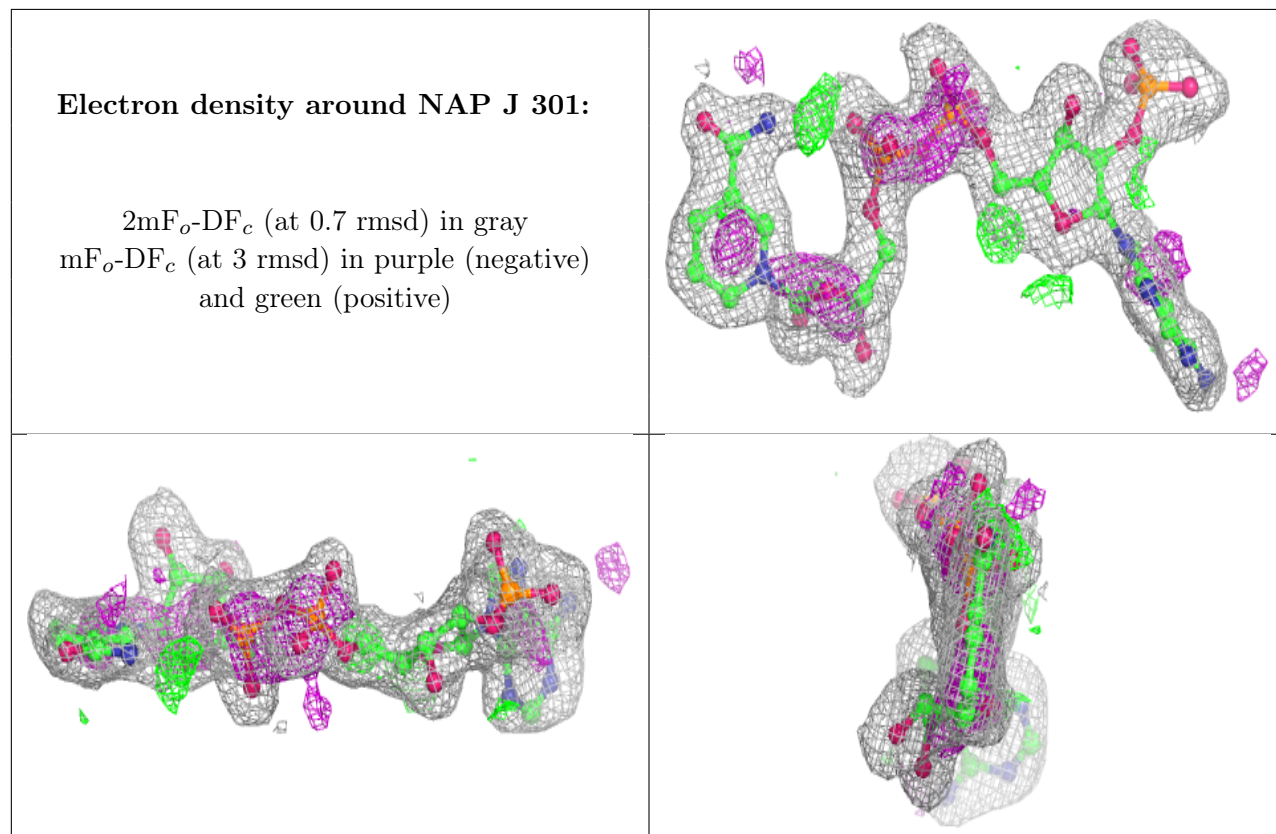 Electron density around NAP J 301:
2mFₒ-DF𝒸 (at 0.7 rmsd) in gray
mFₒ-DF𝒸 (at 3 rmsd) in purple (negative)
and green (positive)